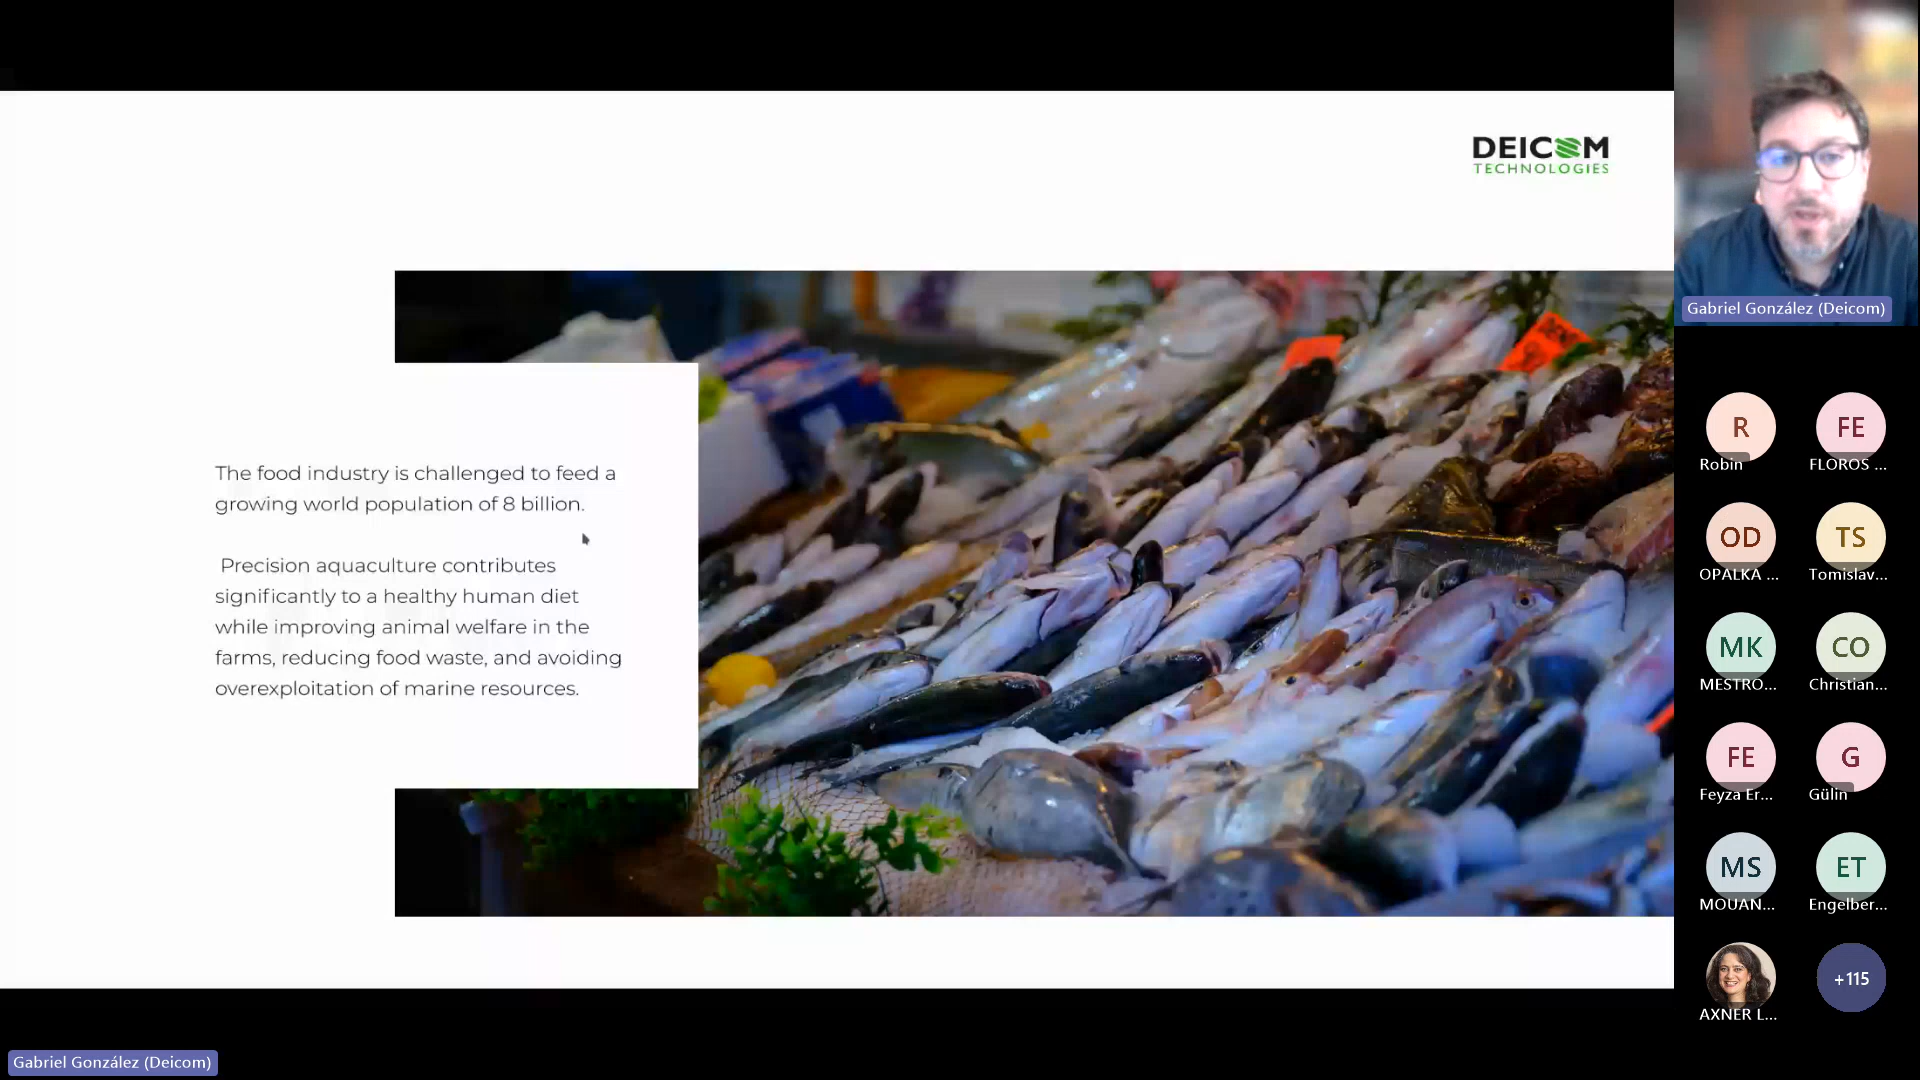 DEICOM
TECHNOLOGIES
The food industry is challenged to feed a
growing world population of 8 billion.
Precision aquaculture contributes
significantly to a healthy human diet
while improving animal welfare in the
farms, reducing food waste, and avoiding
overexploitation of marine resources.
Gabriel González (Deicom)
R
Robin
FE
FLOROS ...
OD
OPALKA ...
TS
Tomislav...
MK
MESTRO...
CO
Christian...
FE
Feyza Er...
G
Gülin
MS
MOUAN...
ET
Engelber...
AXNER L...
+115
Gabriel González (Deicom)